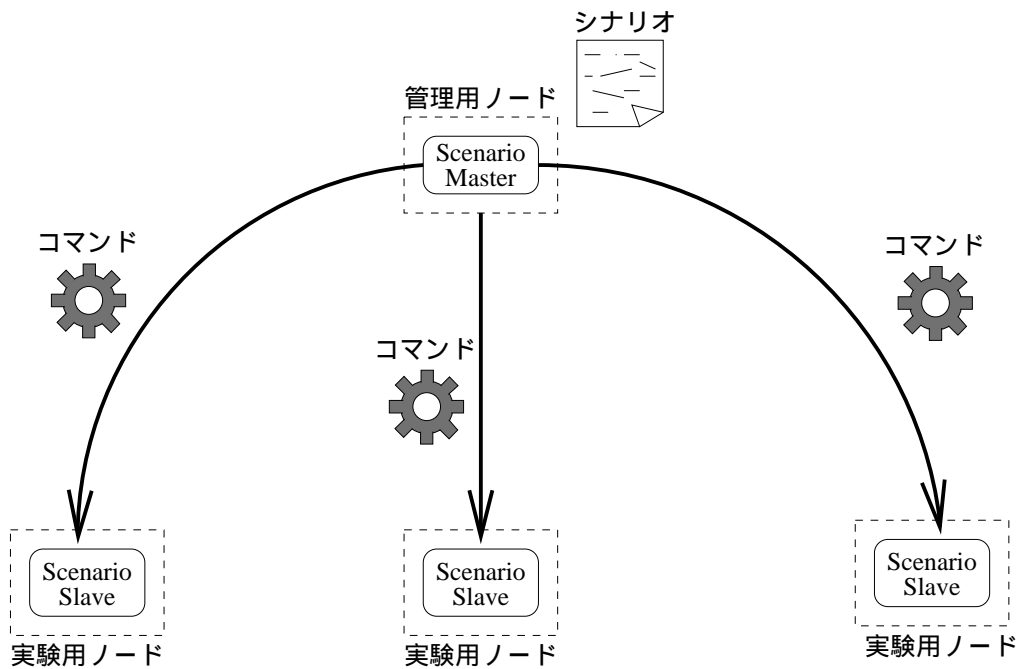 シナリオ
管理用ノード
Scenario
Master
コマンド
コマンド
コマンド
Scenario
Slave
実験用ノード
Scenario
Slave
実験用ノード
Scenario
Slave
実験用ノード